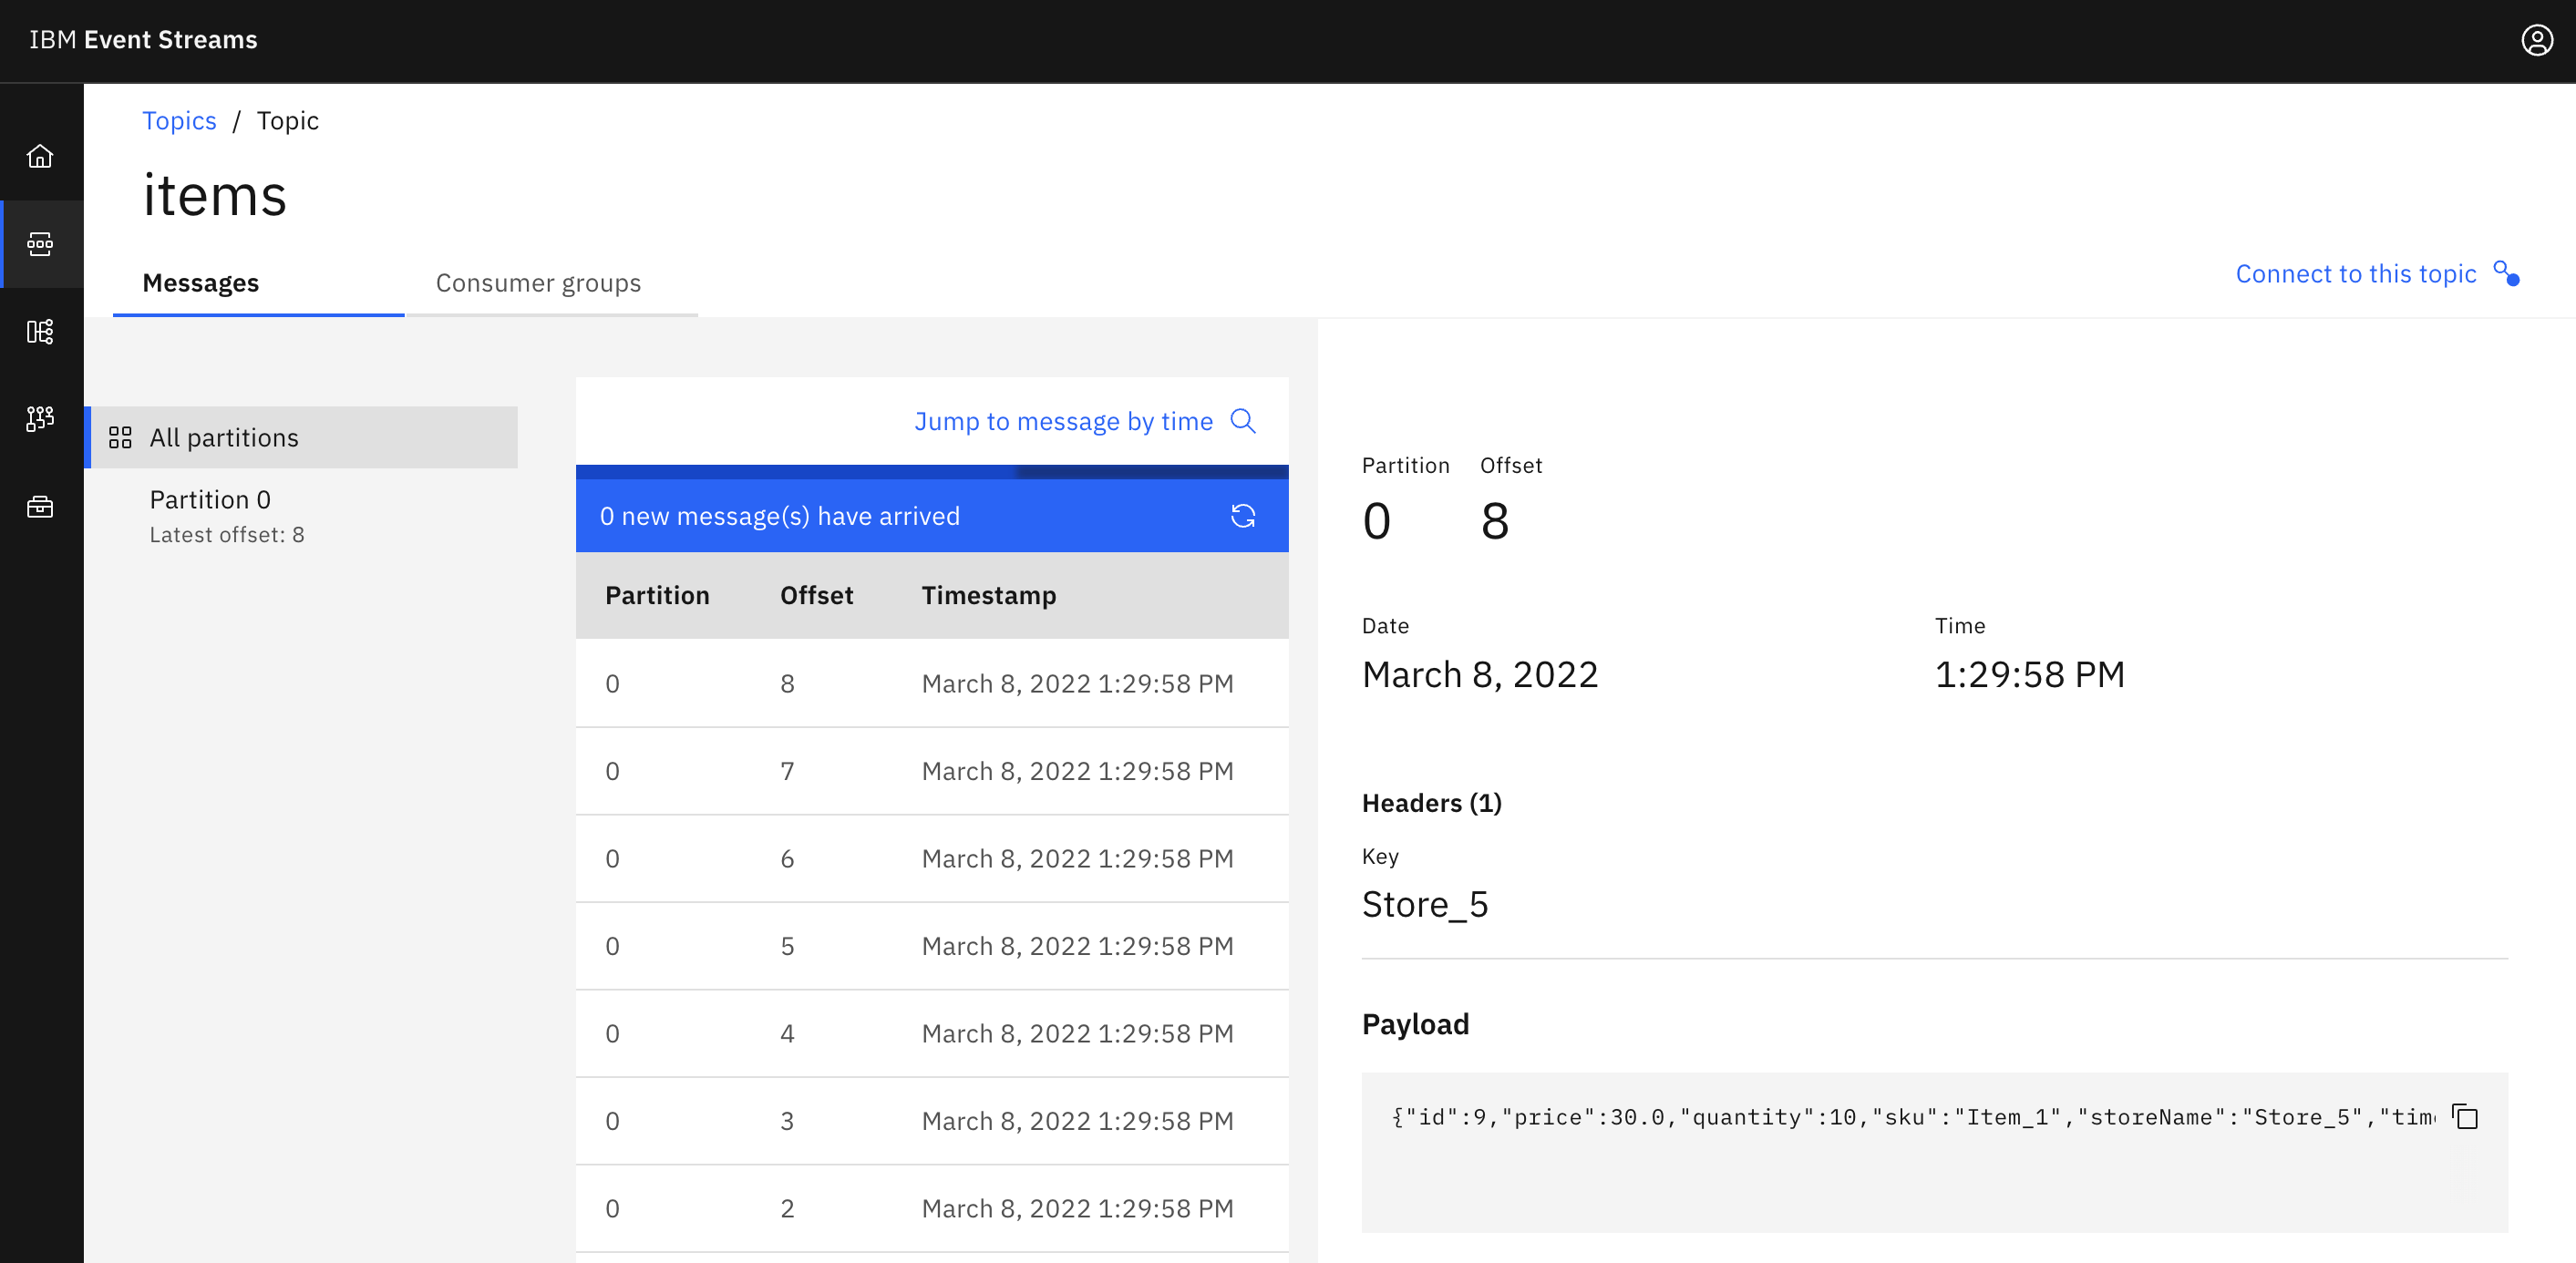 IBM Event Streams
Topics / Topic
items
Messages
Consumer groups
Connect to this topic
All partitions
Partition 0
Latest offset: 8
Jump to message by time
0 new message(s) have arrived
Partition Offset Timestamp
0 8 March 8, 2022 1:29:58 PM
0 7 March 8, 2022 1:29:58 PM
0 6 March 8, 2022 1:29:58 PM
0 5 March 8, 2022 1:29:58 PM
0 4 March 8, 2022 1:29:58 PM
0 3 March 8, 2022 1:29:58 PM
0 2 March 8, 2022 1:29:58 PM
Partition Offset
0 8
Date Time
March 8, 2022 1:29:58 PM
Headers (1)
Key
Store_5
Payload
{"id":9,"price":30.0,"quantity":10,"sku":"Item_1","storeName":"Store_5","tim